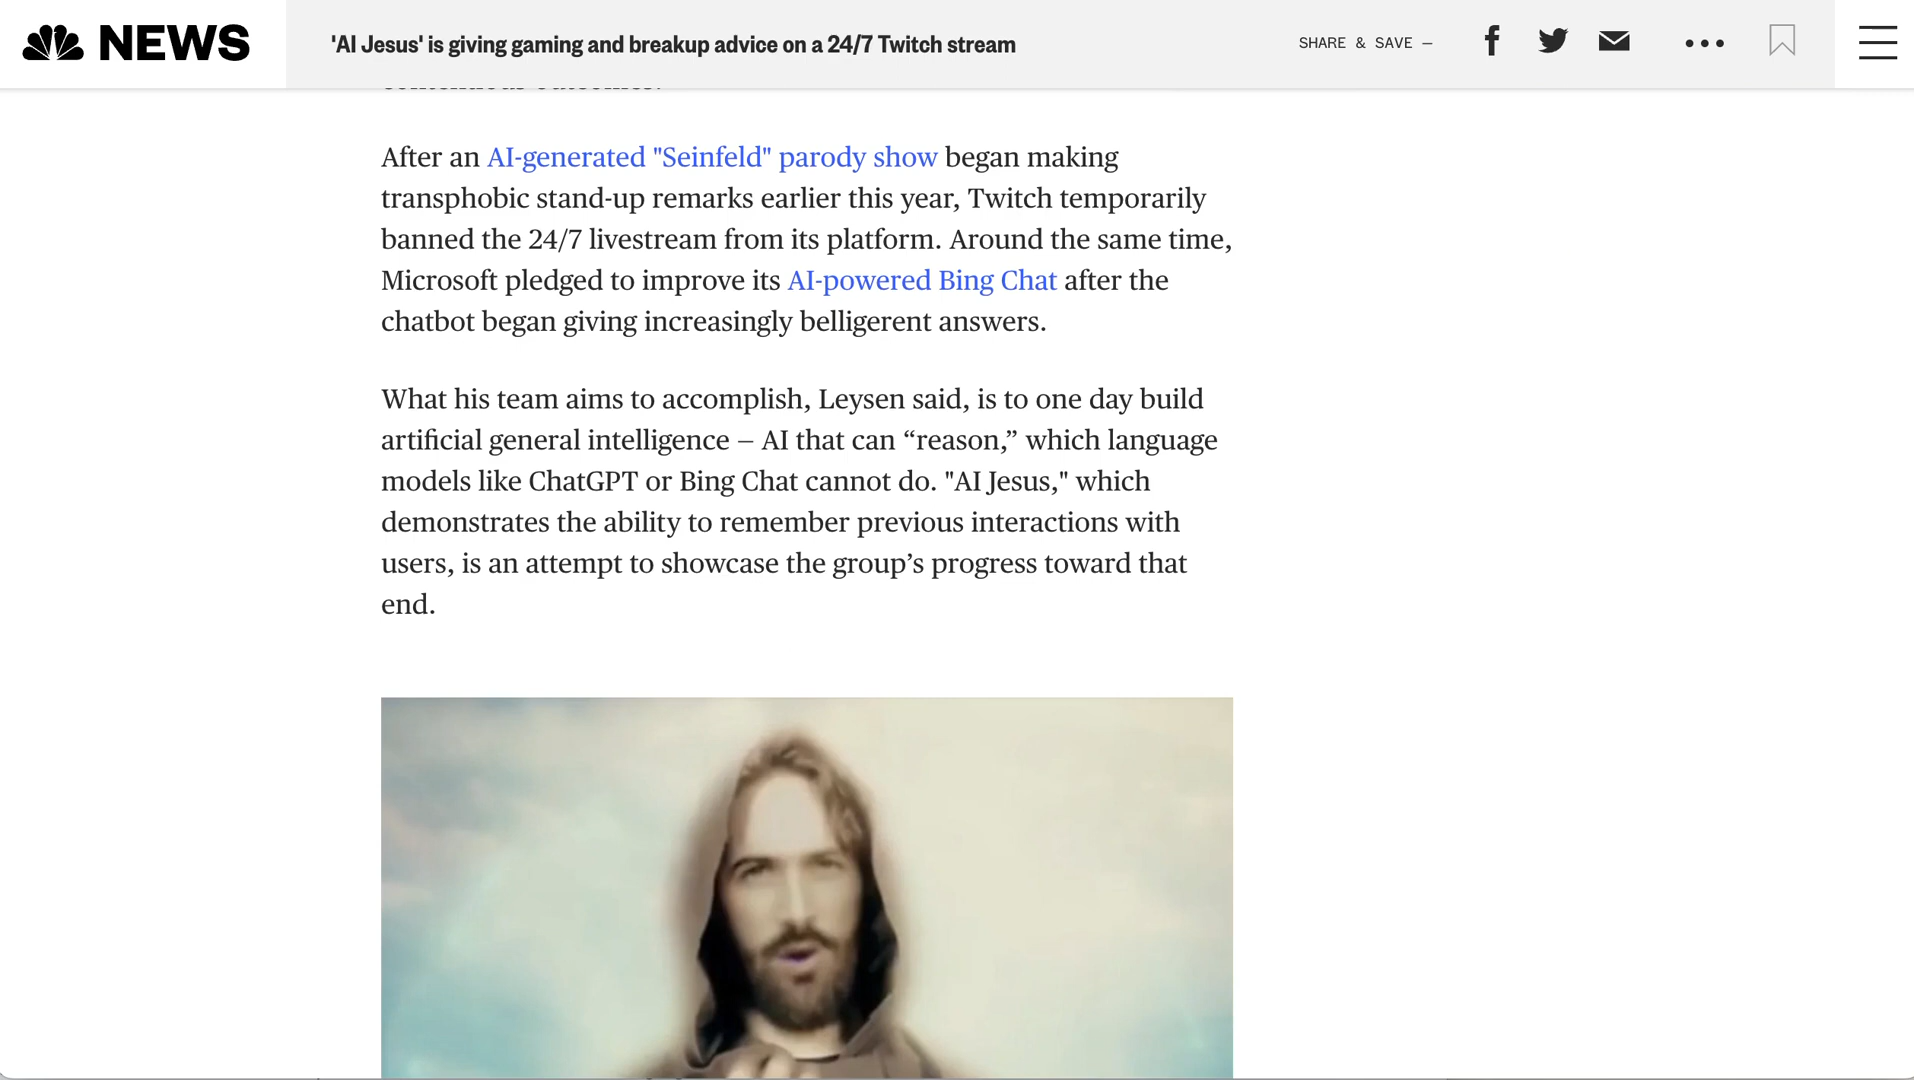 NEWS
'AI Jesus' is giving gaming and breakup advice on a 24/7 Twitch stream
SHARE & SAVE —
After an AI-generated "Seinfeld" parody show began making
transphobic stand-up remarks earlier this year, Twitch temporarily
banned the 24/7 livestream from its platform. Around the same time,
Microsoft pledged to improve its AI-powered Bing Chat after the
chatbot began giving increasingly belligerent answers.
What his team aims to accomplish, Leysen said, is to one day build
artificial general intelligence — AI that can “reason,” which language
models like ChatGPT or Bing Chat cannot do. "AI Jesus," which
demonstrates the ability to remember previous interactions with
users, is an attempt to showcase the group’s progress toward that
end.